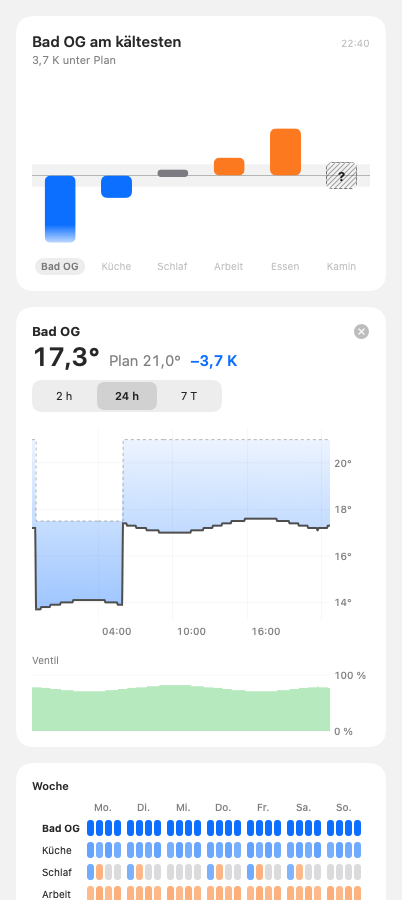 Bad OG am kältesten
22:40
3,7 K unter Plan
?
Bad OG Küche Schlaf Arbeit Essen Kamin
Bad OG
17,3° Plan 21,0° −3,7 K
2 h 24 h 7 T
20°
18°
16°
14°
04:00 10:00 16:00
Ventil
100 %
0 %
Woche
Mo. Di. Mi. Do. Fr. Sa. So.
Bad OG
Küche
Schlaf
Arbeit